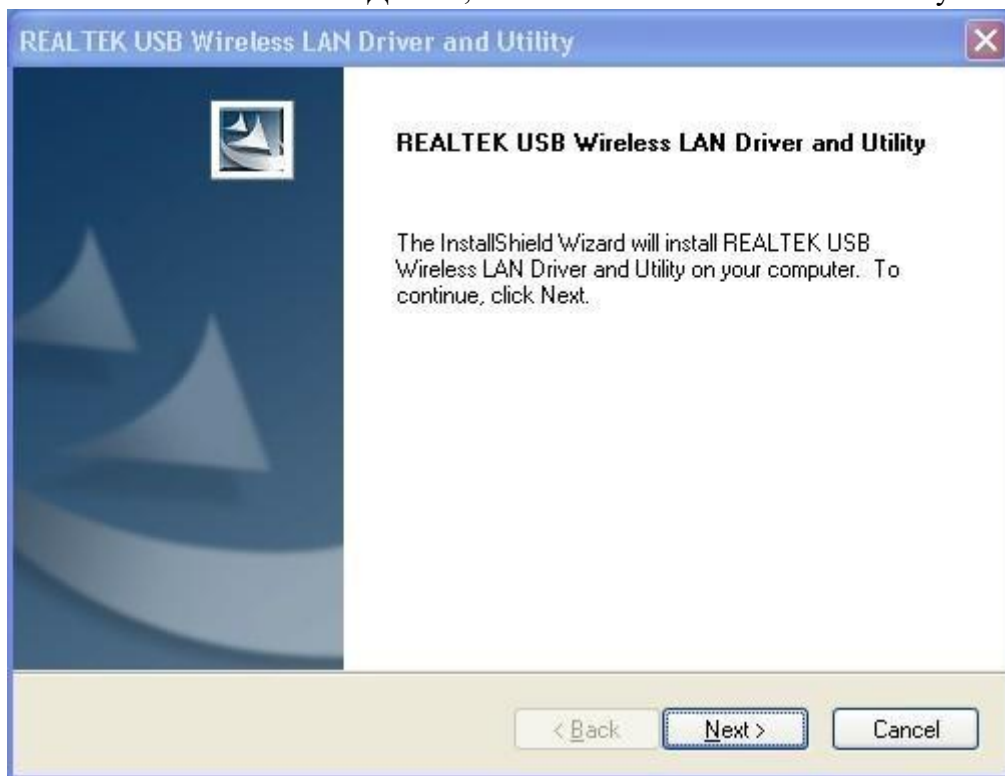 REALTEK USB Wireless LAN Driver and Utility
REALTEK USB Wireless LAN Driver and Utility
The InstallShield Wizard will install REALTEK USB
Wireless LAN Driver and Utility on your computer. To
continue, click Next.
< Back Next > Cancel